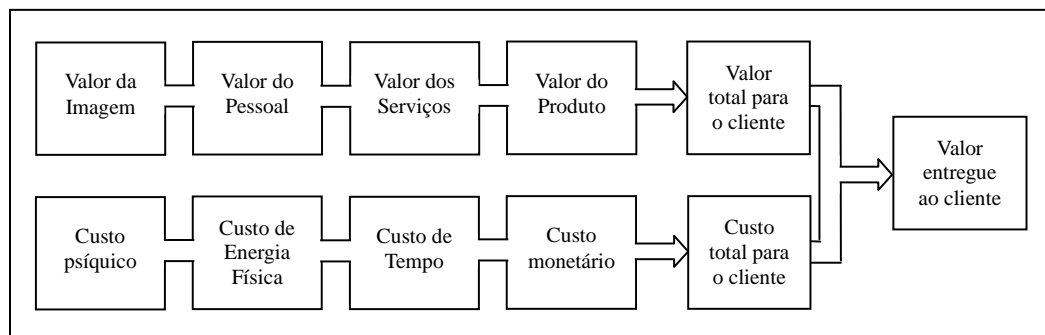 Valor da
Imagem
Valor do
Pessoal
Valor dos
Serviços
Valor do
Produto
Valor
total para
o cliente
Valor
entregue
ao cliente
Custo
psíquico
Custo de
Energia
Física
Custo de
Tempo
Custo
monetário
Custo
total para
o cliente